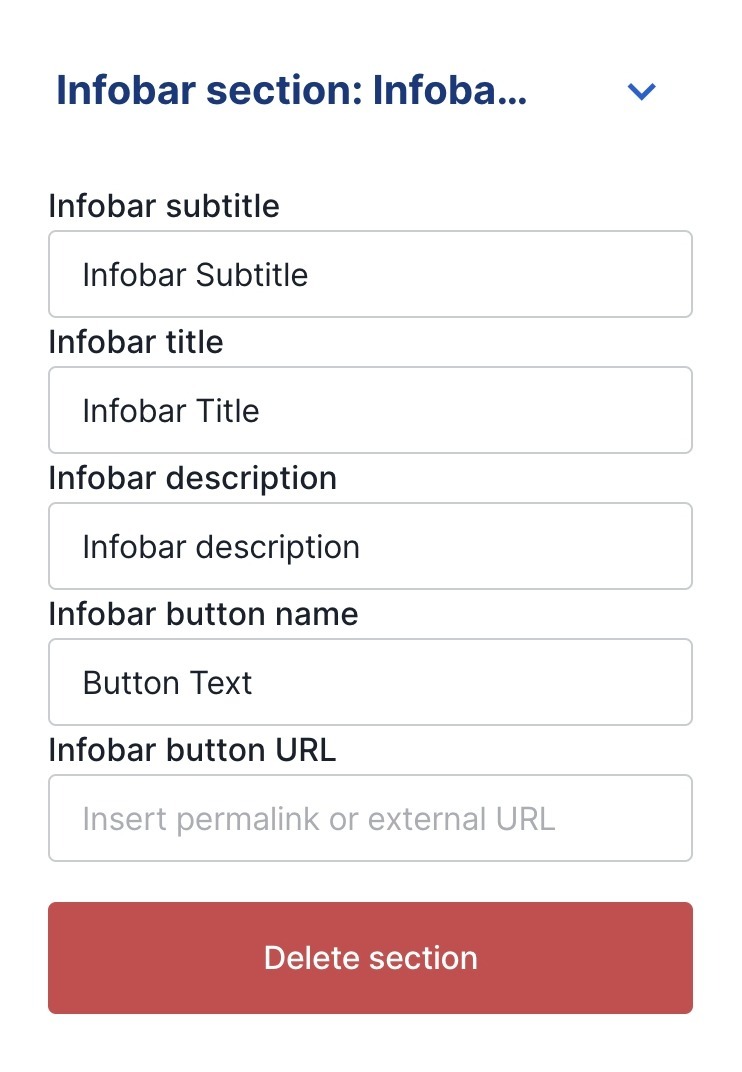 Infobar section: Infoba...
Infobar subtitle
Infobar Subtitle
Infobar title
Infobar Title
Infobar description
Infobar description
Infobar button name
Button Text
Infobar button URL
Insert permalink or external URL
Delete section